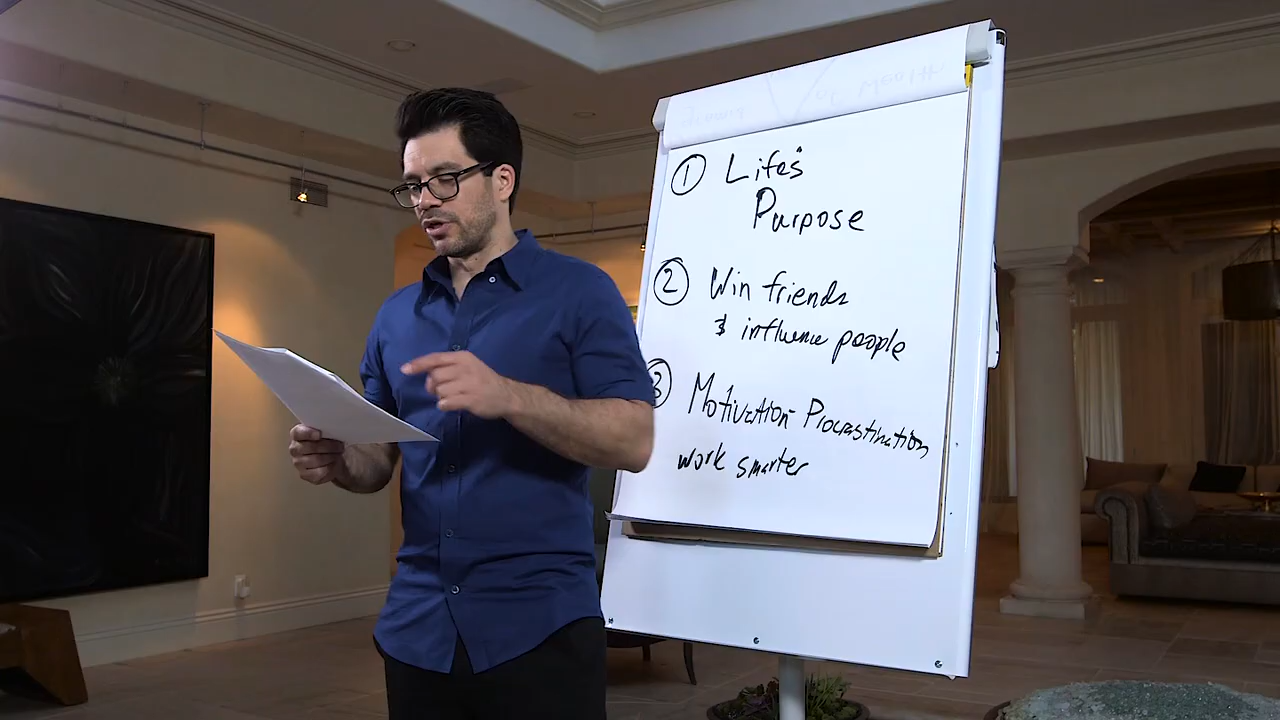 ① Life's
Purpose
② Win friends
& influence people
③ Motivation-Procrastination
work smarter